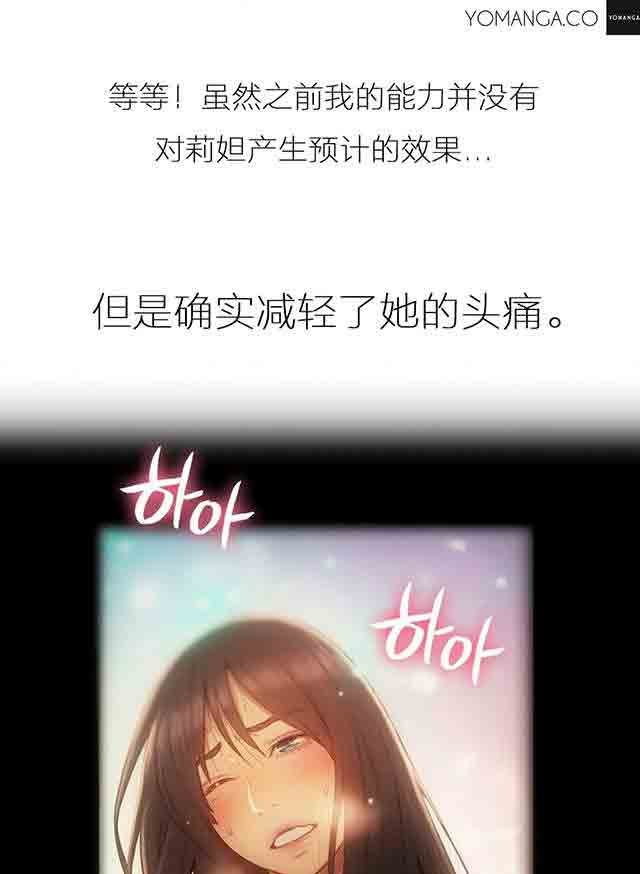 YOMANGA.CO
YOMANGA
等等！虽然之前我的能力并没有
对莉妲产生预计的效果...
但是确实减轻了她的头痛。
하아
하아